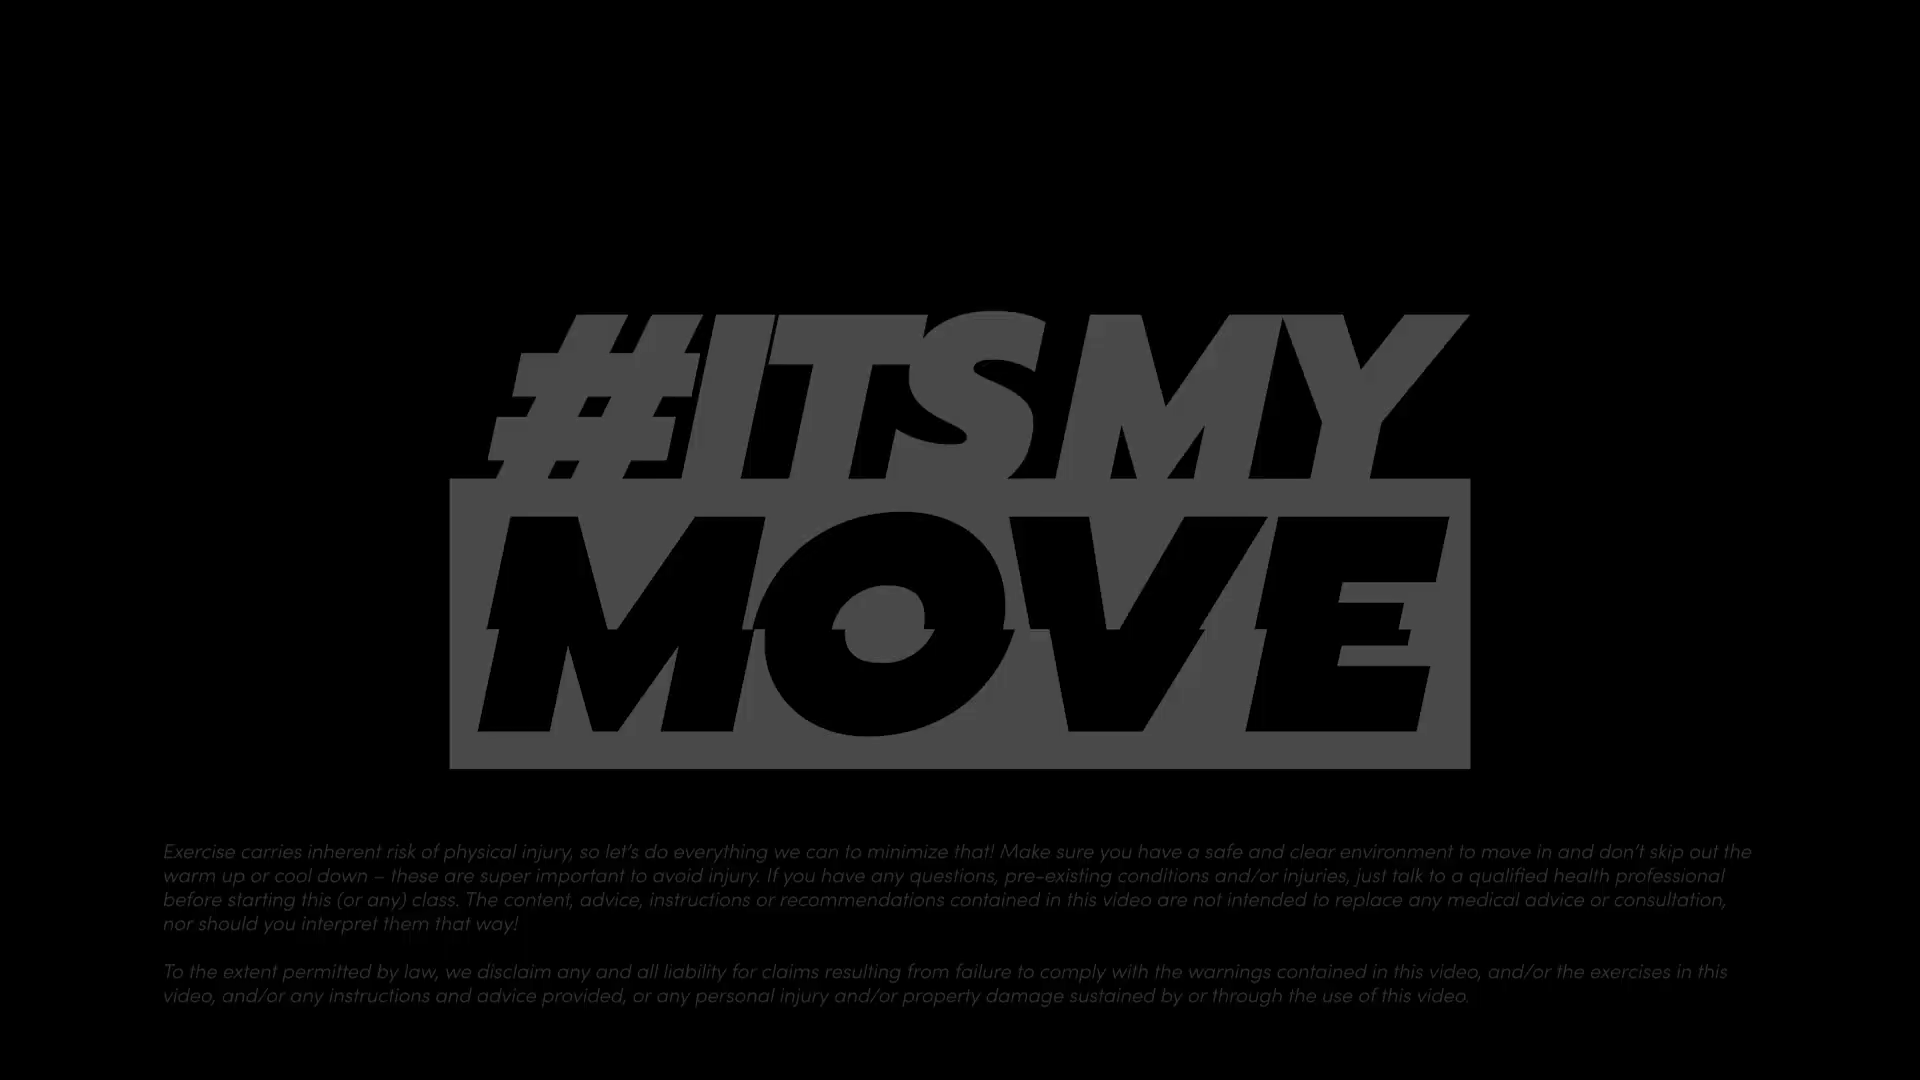 #ITSMY
MOVE
Exercise carries inherent risk of physical injury, so let's do everything we can to minimize that! Make sure you have a safe and clear environment to move in and don't skip out the
warm up or cool down – these are super important to avoid injury. If you have any questions, pre-existing conditions and/or injuries, just talk to a qualified health professional
before starting this (or any) class. The content, advice, instructions or recommendations contained in this video are not intended to replace any medical advice or consultation,
nor should you interpret them that way!
To the extent permitted by law, we disclaim any and all liability for claims resulting from failure to comply with the warnings contained in this video, and/or the exercises in this
video, and/or any instructions and advice provided, or any personal injury and/or property damage sustained by or through the use of this video.